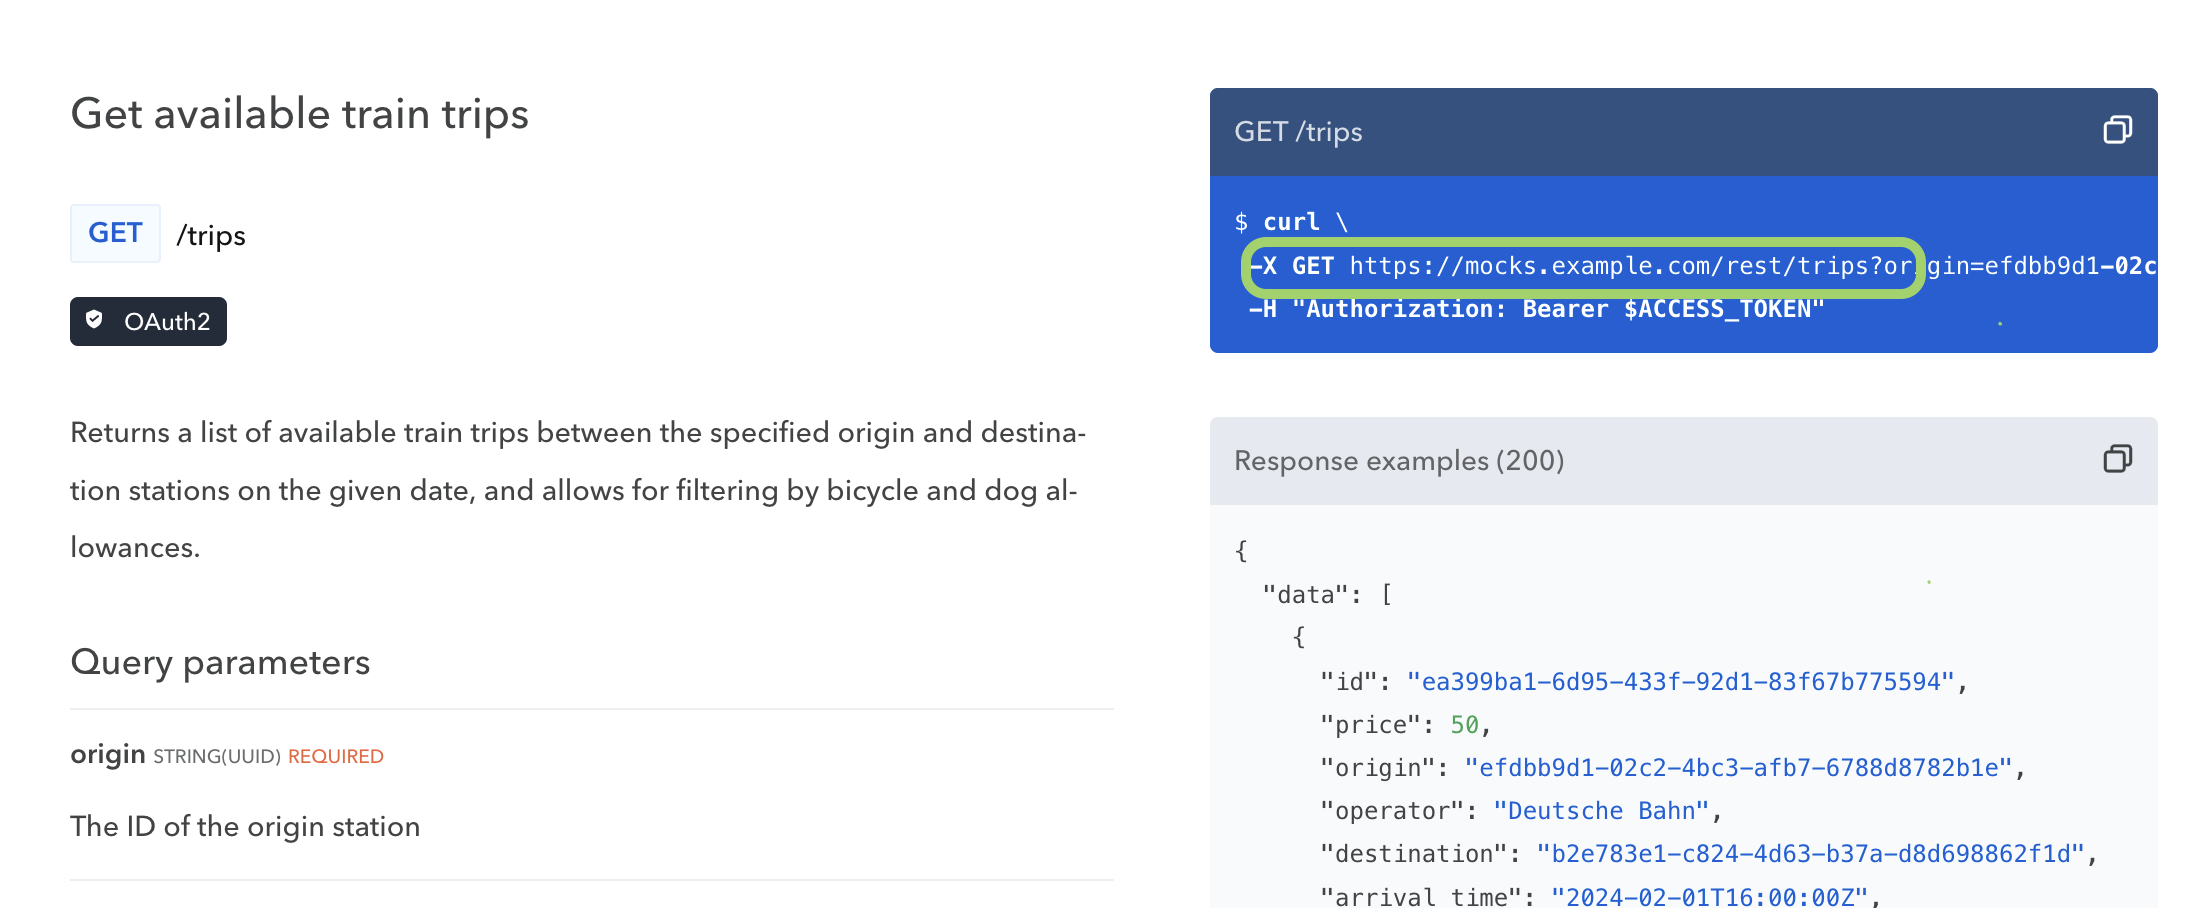 Get available train trips
GET /trips
OAuth2
Returns a list of available train trips between the specified origin and destina-
tion stations on the given date, and allows for filtering by bicycle and dog al-
lowances.
Query parameters
origin STRING(UUID) REQUIRED
The ID of the origin station
GET /trips
$ curl \
-X GET https://mocks.example.com/rest/trips?origin=efdbb9d1-02c
-H "Authorization: Bearer $ACCESS_TOKEN"
Response examples (200)
{
"data": [
{
"id": "ea399ba1-6d95-433f-92d1-83f67b775594",
"price": 50,
"origin": "efdbb9d1-02c2-4bc3-afb7-6788d8782b1e",
"operator": "Deutsche Bahn",
"destination": "b2e783e1-c824-4d63-b37a-d8d698862f1d",
"arrival_time": "2024-02-01T16:00:00Z",